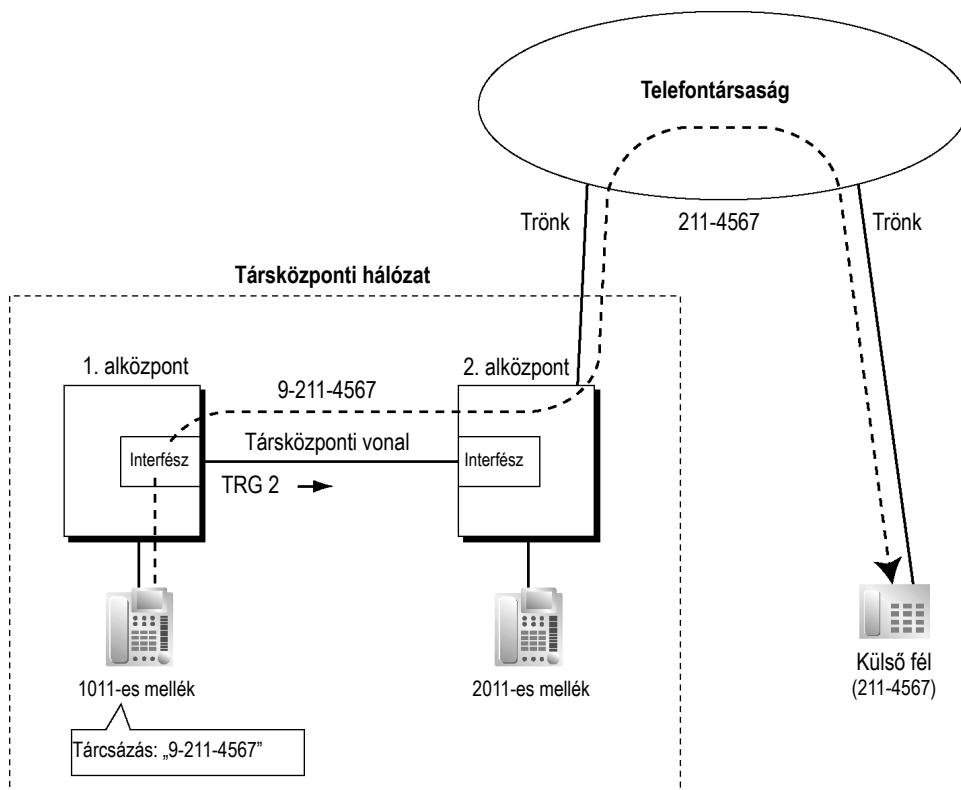 Telefontársaság
Trönk
211-4567
Trönk
Társközponti hálózat
1. alközpont
2. alközpont
9-211-4567
Társközponti vonal
Interfész
Interfész
TRG 2
1011-es mellék
2011-es mellék
Külső fél
(211-4567)
Tárcsázás: „9-211-4567”